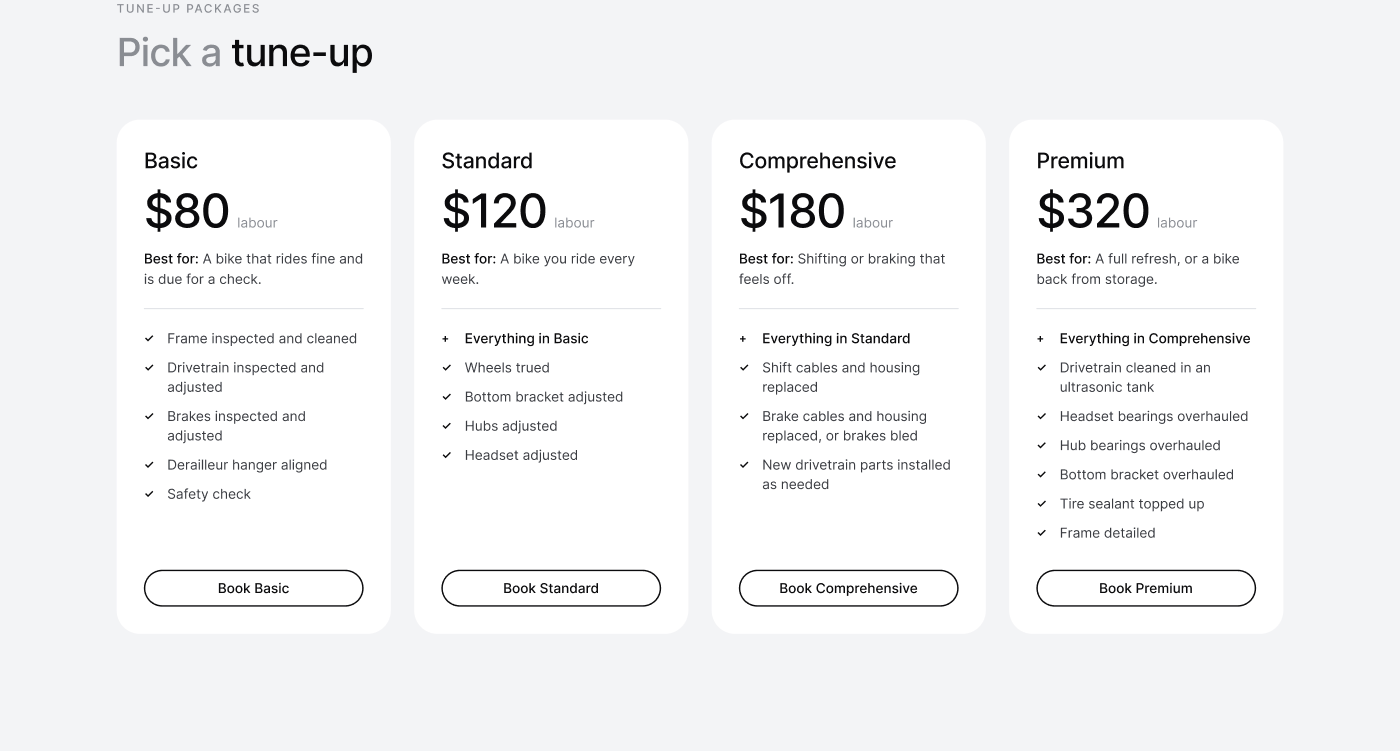 TUNE-UP PACKAGES
Pick a tune-up
Basic
$80 labour
Best for: A bike that rides fine and
is due for a check.
Frame inspected and cleaned
Drivetrain inspected and
adjusted
Brakes inspected and
adjusted
Derailleur hanger aligned
Safety check
Book Basic
Standard
$120 labour
Best for: A bike you ride every
week.
+ Everything in Basic
Wheels trued
Bottom bracket adjusted
Hubs adjusted
Headset adjusted
Book Standard
Comprehensive
$180 labour
Best for: Shifting or braking that
feels off.
+ Everything in Standard
Shift cables and housing
replaced
Brake cables and housing
replaced, or brakes bled
New drivetrain parts installed
as needed
Book Comprehensive
Premium
$320 labour
Best for: A full refresh, or a bike
back from storage.
+ Everything in Comprehensive
Drivetrain cleaned in an
ultrasonic tank
Headset bearings overhauled
Hub bearings overhauled
Bottom bracket overhauled
Tire sealant topped up
Frame detailed
Book Premium